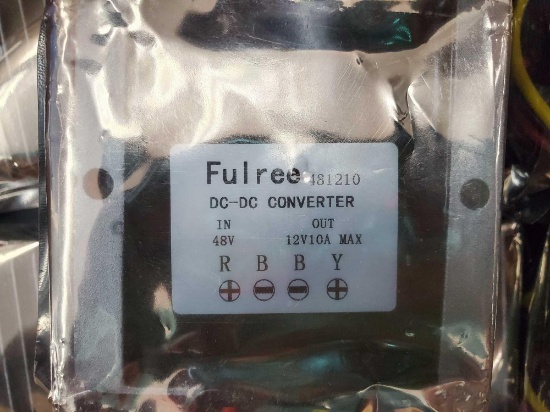 Fulree 481210
DC-DC CONVERTER
IN OUT
48V 12V10A MAX
R B B Y
⊕ ⊖ ⊖ ⊕